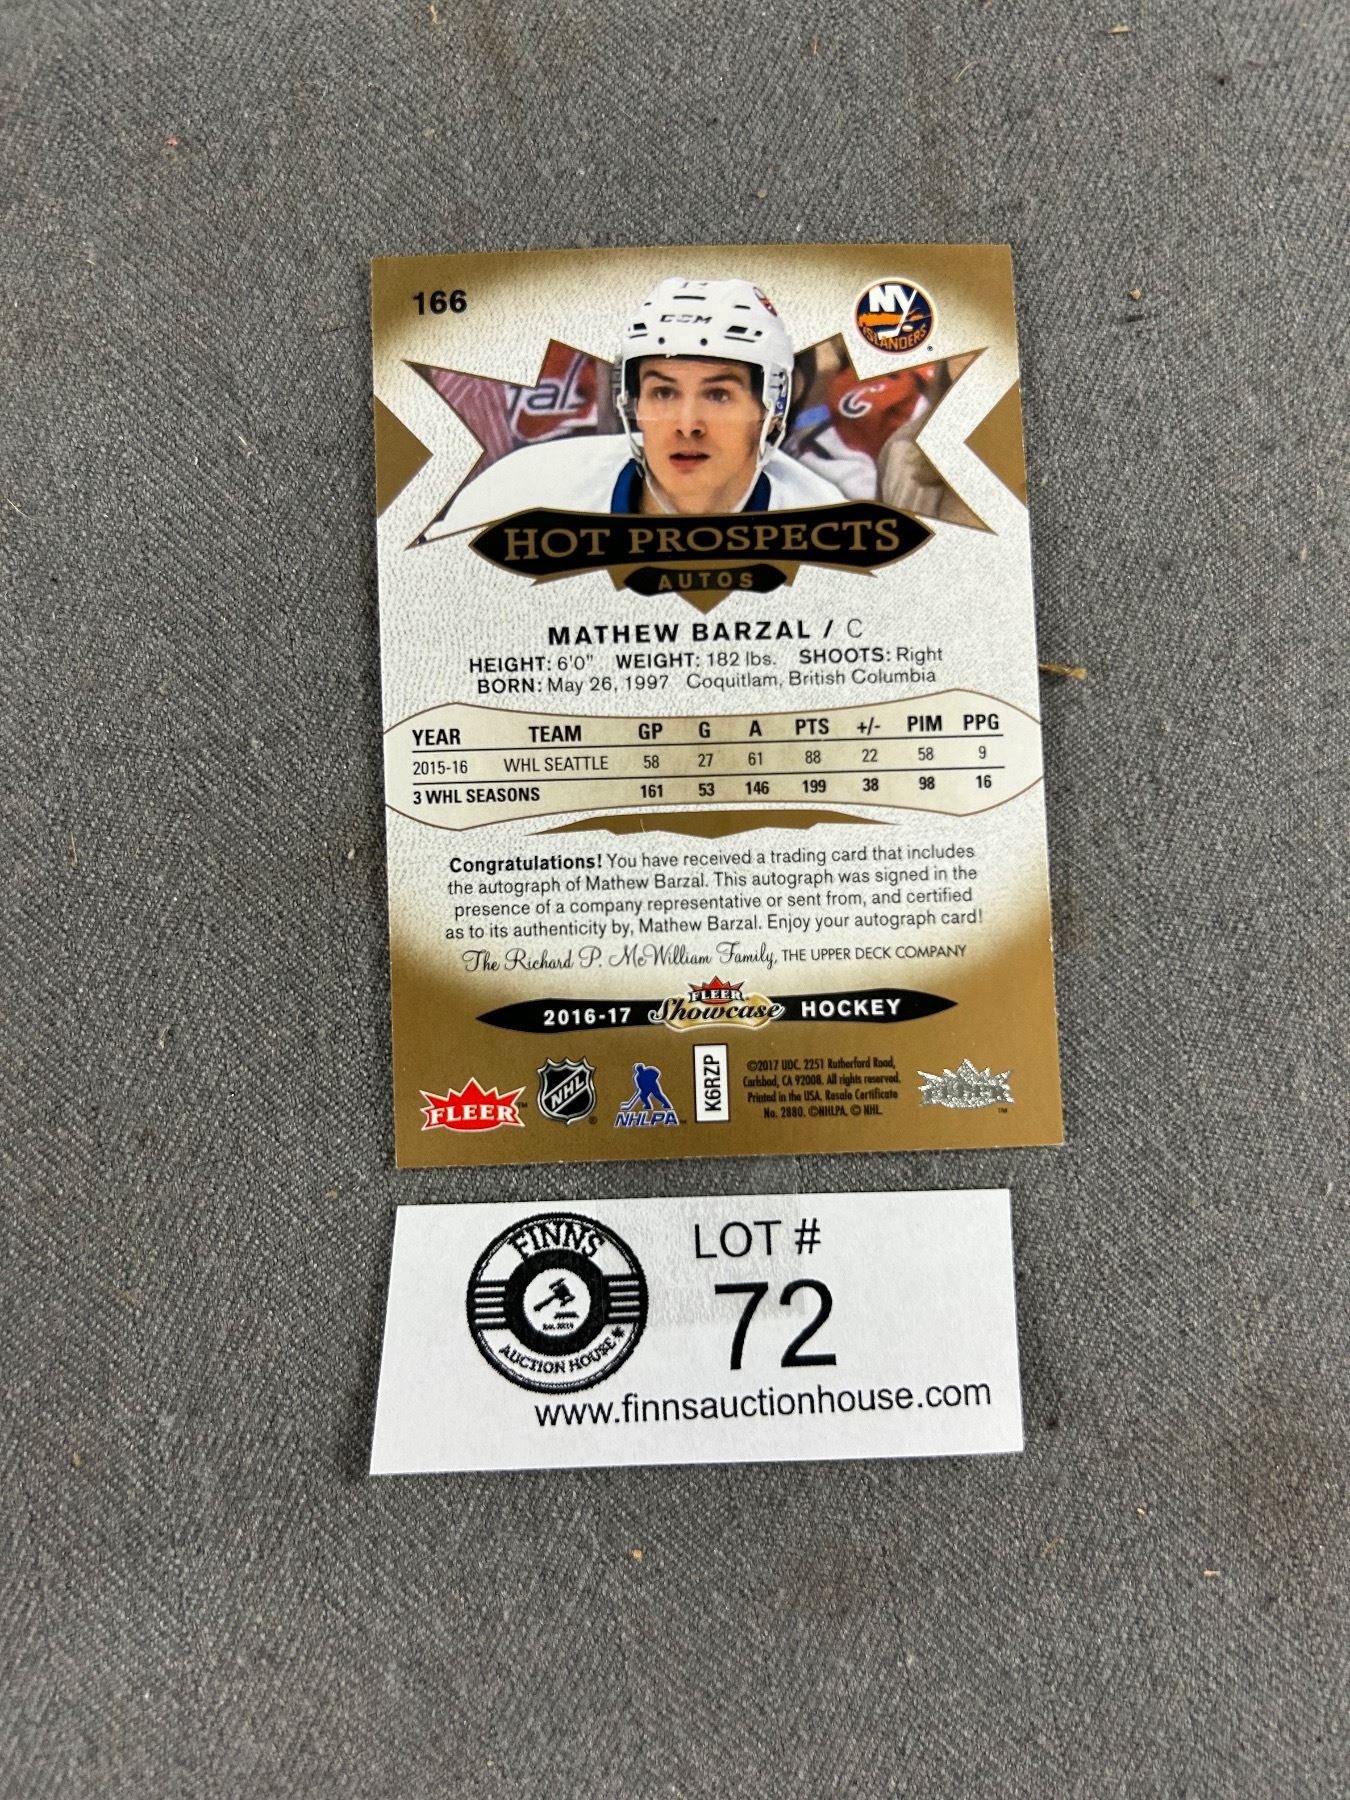 166
NY
ISLANDERS
CCM
HOT PROSPECTS
AUTOS
MATHEW BARZAL / C
HEIGHT: 6'0" WEIGHT: 182 lbs. SHOOTS: Right
BORN: May 26, 1997 Coquitlam, British Columbia
YEAR TEAM GP G A PTS +/- PIM PPG
2015-16 WHL SEATTLE 58 27 61 88 22 58 9
3 WHL SEASONS 161 53 146 199 38 98 16
Congratulations! You have received a trading card that includes
the autograph of Mathew Barzal. This autograph was signed in the
presence of a company representative or sent from, and certified
as to its authenticity by, Mathew Barzal. Enjoy your autograph card!
The Richard P. McWilliam Family, THE UPPER DECK COMPANY
2016-17 FLEER Showcase HOCKEY
FLEER™ NHL® NHLPA K6RZP
©2017 UDC. 2251 Rutherford Road,
Carlsbad, CA 92008. All rights reserved.
Printed in the USA. Resale Certificate
No. 2880. ©NHLPA. © NHL.
FLEER™
FINNS
AUCTION HOUSE
LOT #
72
www.finnsauctionhouse.com